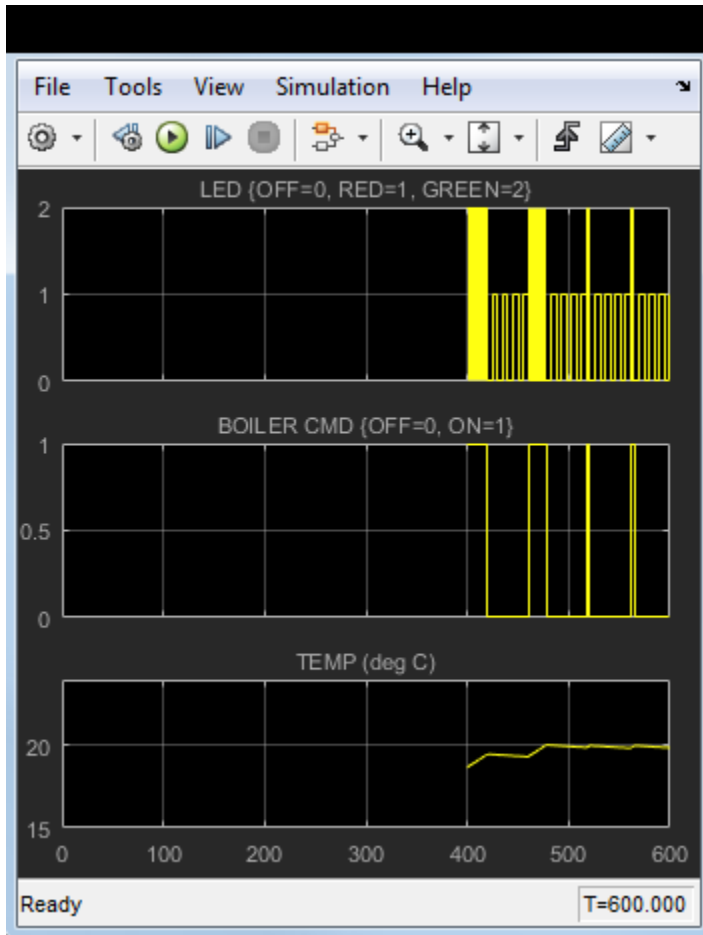 File Tools View Simulation Help
LED {OFF=0, RED=1, GREEN=2}
2
1
0
BOILER CMD {OFF=0, ON=1}
1
0.5
0
TEMP (deg C)
20
15
0 100 200 300 400 500 600
Ready T=600.000